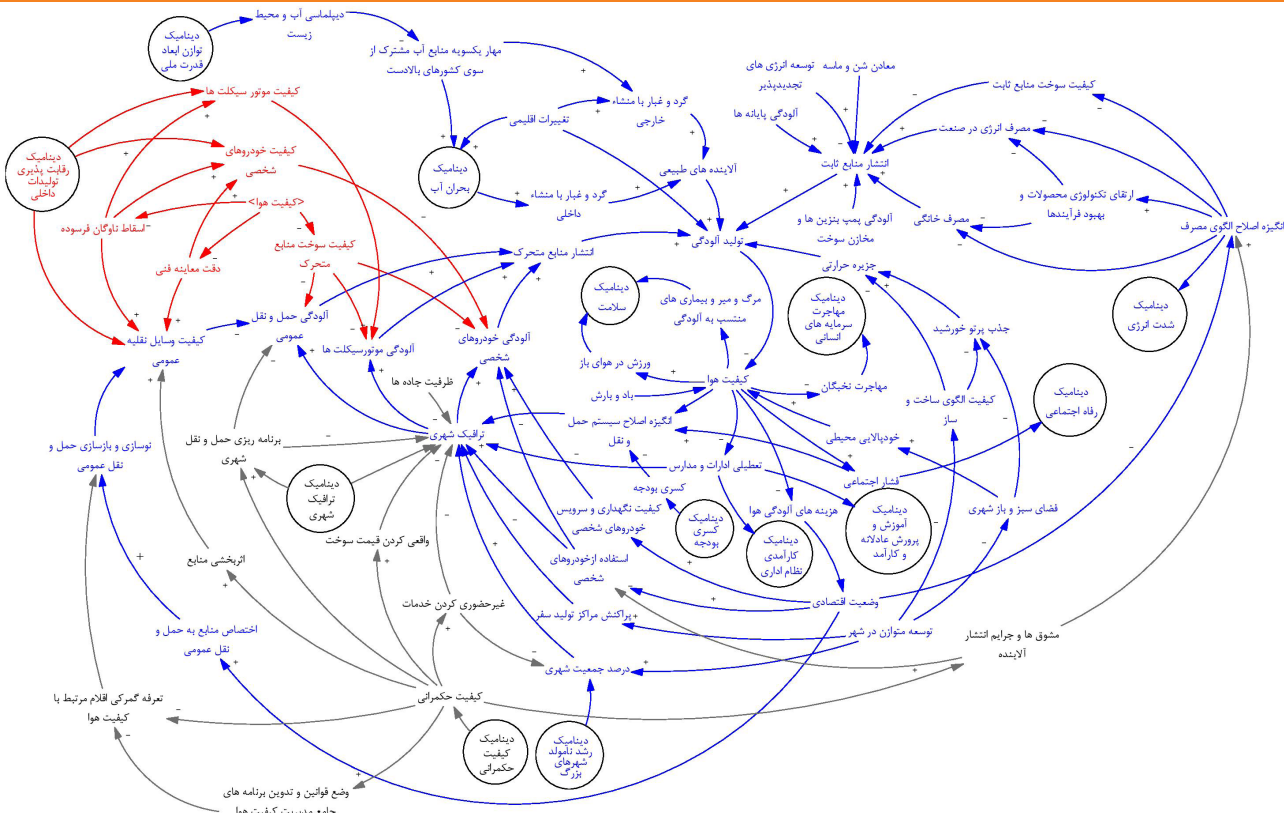 دیپلماسی آب و محیط
زیست
دینامیک
توازن ابعاد
قدرت ملی
مهار یکسویه منابع آب مشترک از
سوی کشورهای بالادست
معادن شن و ماسه
توسعه انرژی های
تجدیدپذیر
کیفیت سوخت منابع ثابت
کیفیت موتور سیکلت ها
گرد و غبار با منشاء
خارجی
آلودگی پایانه ها
تغییرات اقلیمی
مصرف انرژی در صنعت
دینامیک
رقابت پذیری
تولیدات
داخلی
کیفیت خودروهای
شخصی
دینامیک
بحران آب
آلاینده های طبیعی
انتشار منابع ثابت
ارتقای تکنولوژی محصولات و
بهبود فرآیندها
گرد و غبار با منشاء
داخلی
<کیفیت هوا>
اسقاط ناوگان فرسوده
آلودگی پمپ بنزین ها و
مخازن سوخت
مصرف خانگی
انگیزه اصلاح الگوی مصرف
کیفیت سوخت منابع
متحرک
انتشار منابع متحرک
تولید آلودگی
دقت معاینه فنی
جزیره حرارتی
دینامیک
سلامت
مرگ و میر و بیماری های
منتسب به آلودگی
دینامیک
مهاجرت
سرمایه های
انسانی
دینامیک
شدت انرژی
آلودگی حمل و نقل
عمومی
جذب پرتو خورشید
کیفیت وسایل نقلیه
عمومی
آلودگی موتورسیکلت ها
آلودگی خودروهای
شخصی
ورزش در هوای باز
کیفیت هوا
مهاجرت نخبگان
ظرفیت جاده ها
باد و بارش
کیفیت الگوی ساخت و
ساز
دینامیک
رفاه اجتماعی
انگیزه اصلاح سیستم حمل
و نقل
ترافیک شهری
خودپالایی محیطی
نوسازی و بازسازی حمل و
نقل عمومی
برنامه ریزی حمل و نقل
شهری
تعطیلی ادارات و مدارس
فشار اجتماعی
دینامیک
ترافیک
شهری
کسری بودجه
کیفیت نگهداری و سرویس
خودروهای شخصی
هزینه های آلودگی هوا
فضای سبز و باز شهری
دینامیک
کسری
بودجه
دینامیک
کارآمدی
نظام اداری
دینامیک
آموزش و
پرورش عادلانه
و کارآمد
واقعی کردن قیمت سوخت
اثربخشی منابع
استفاده ازخودروهای
شخصی
وضعیت اقتصادی
غیرحضوری کردن خدمات
پراکنش مراکز تولید سفر
توسعه متوازن در شهر
اختصاص منابع به حمل و
نقل عمومی
مشوق ها و جرایم انتشار
آلاینده
درصد جمعیت شهری
تعرفه گمرکی اقلام مرتبط با
کیفیت هوا
کیفیت حکمرانی
دینامیک
کیفیت
حکمرانی
دینامیک
رشد نامولد
شهرهای
بزرگ
وضع قوانین و تدوین برنامه های
جامع مدیریت کیفیت هوا